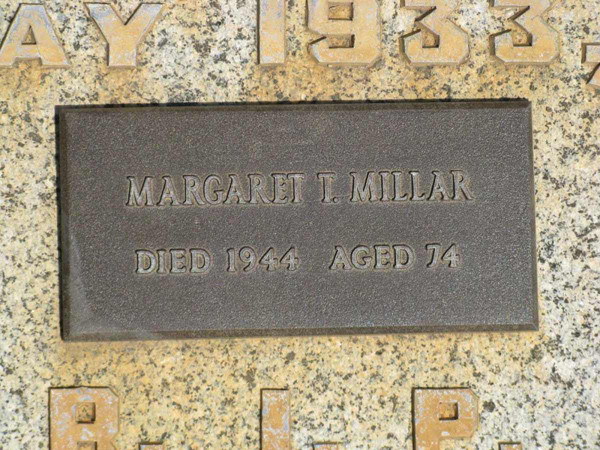 AY 1933,
MARGARET T. MILLAR
DIED 1944 AGED 74
R. I. P.